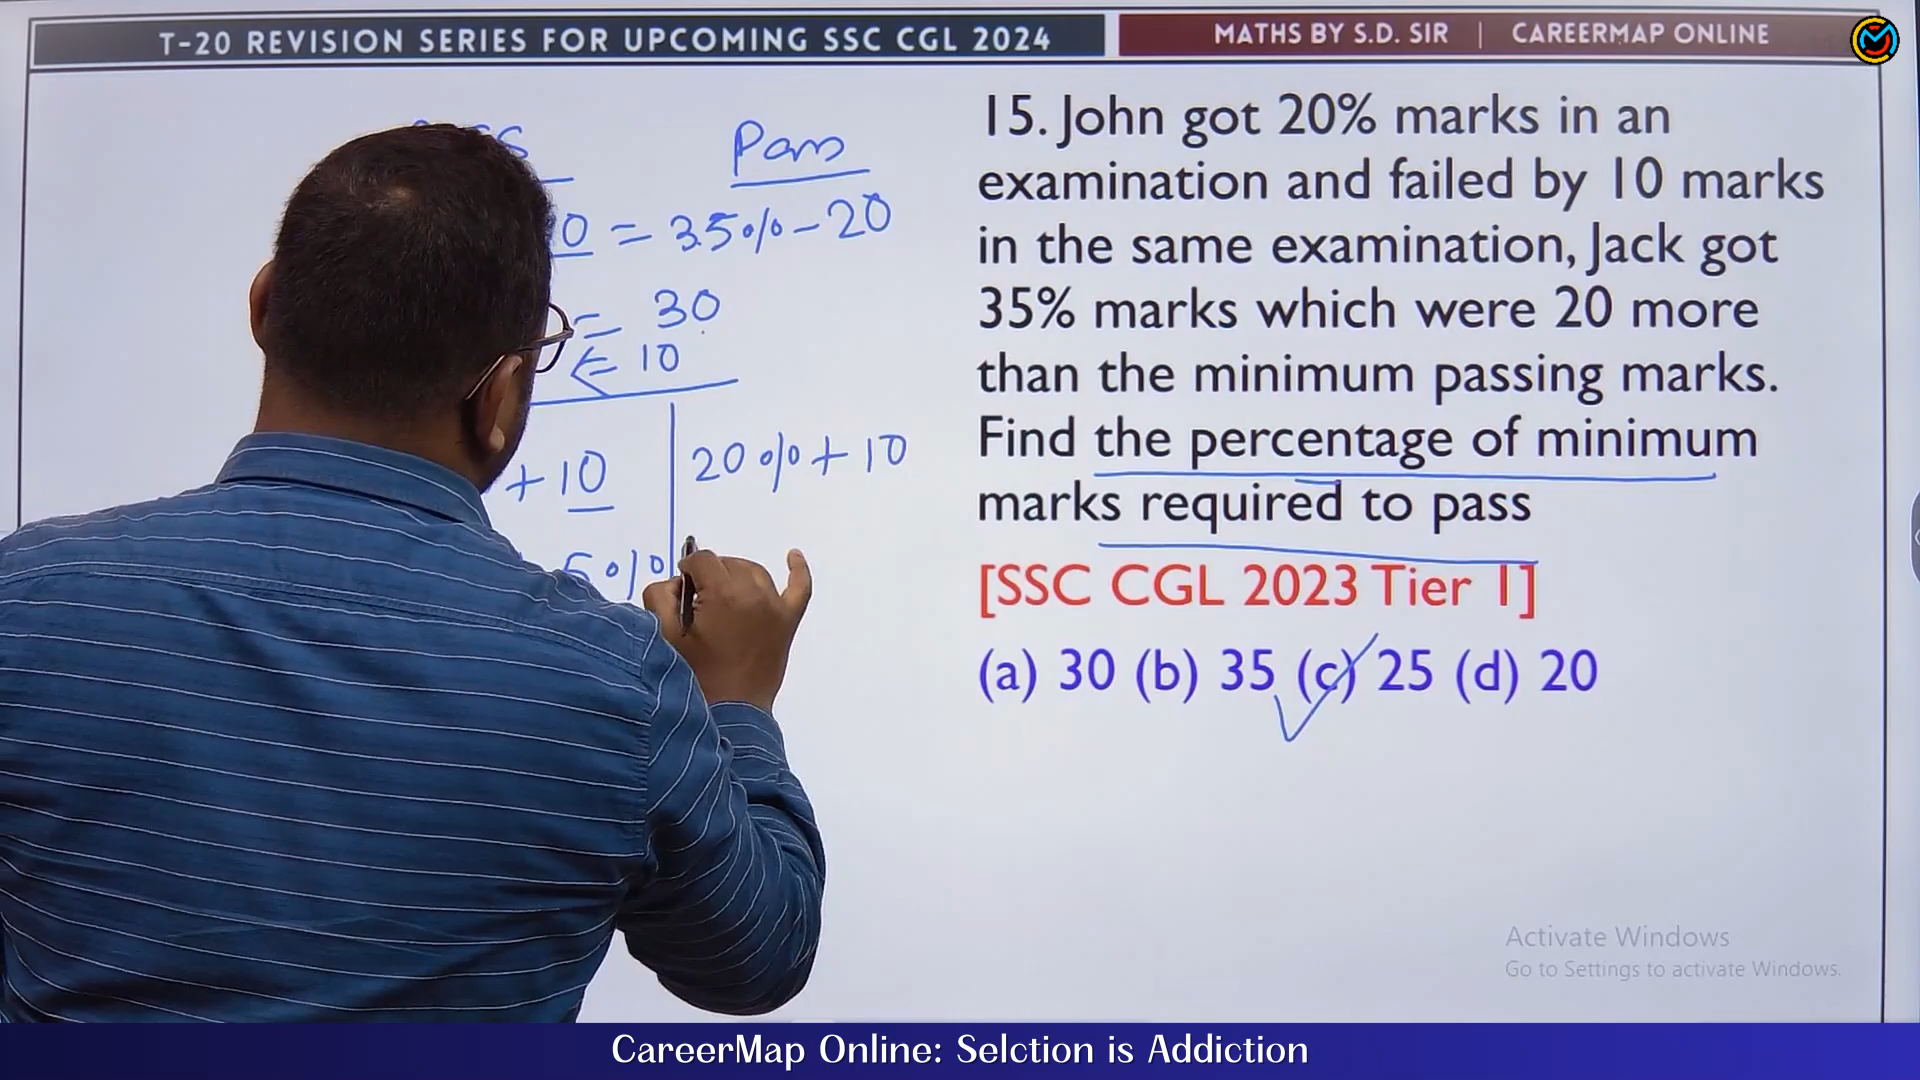 T-20 REVISION SERIES FOR UPCOMING SSC CGL 2024
MATHS BY S.D. SIR | CAREERMAP ONLINE
Pass
0 = 35% - 20
= 30
= 10
+ 10
20% + 10
5%
15. John got 20% marks in an
examination and failed by 10 marks
in the same examination, Jack got
35% marks which were 20 more
than the minimum passing marks.
Find the percentage of minimum
marks required to pass
[SSC CGL 2023 Tier 1]
(a) 30 (b) 35 (c) 25 (d) 20
Activate Windows
Go to Settings to activate Windows.
CareerMap Online: Selction is Addiction